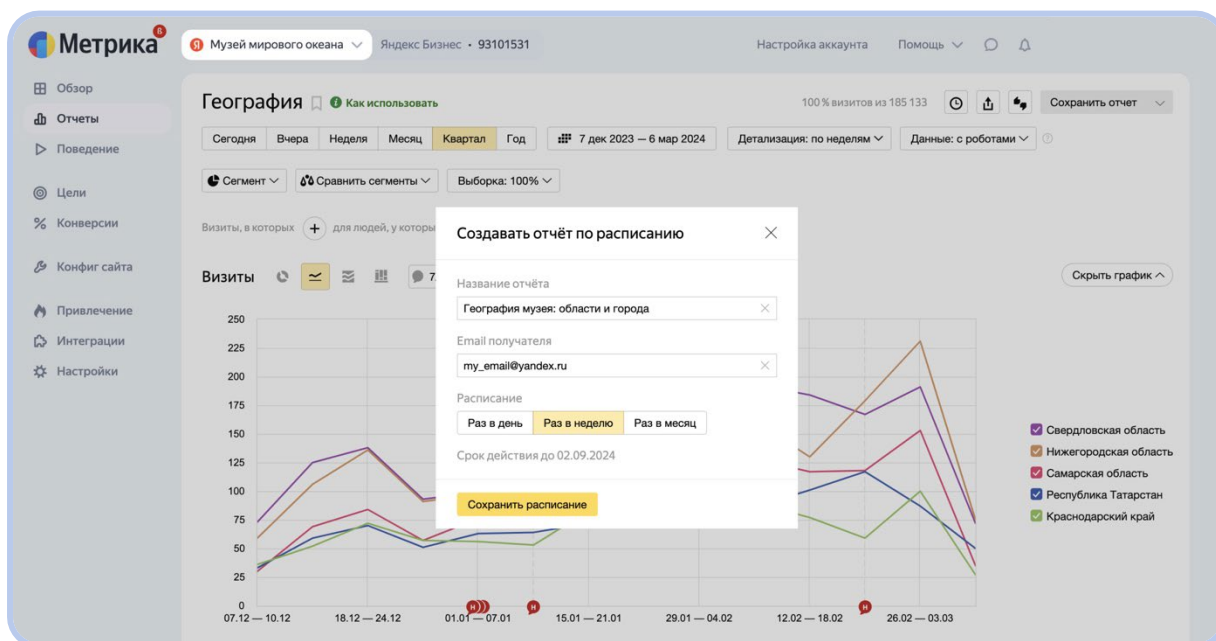 Метрика β
Я Музей мирового океана
Яндекс Бизнес • 93101531
Настройка аккаунта
Помощь
Обзор
Отчеты
Поведение
Цели
Конверсии
Конфиг сайта
Привлечение
Интеграции
Настройки
География
Как использовать
100 % визитов из 185 133
Сохранить отчет
Сегодня Вчера Неделя Месяц Квартал Год
7 дек 2023 — 6 мар 2024
Детализация: по неделям
Данные: с роботами
Сегмент
Сравнить сегменты
Выборка: 100%
Визиты, в которых + для людей, у которы
Визиты
7
Скрыть график
Создавать отчёт по расписанию
Название отчёта
География музея: области и города
Email получателя
my_email@yandex.ru
Расписание
Раз в день Раз в неделю Раз в месяц
Срок действия до 02.09.2024
Сохранить расписание
250
225
200
175
150
125
100
75
50
25
0
Н Н Н
07.12 — 10.12 18.12 — 24.12 01.01 — 07.01 15.01 — 21.01 29.01 — 04.02 12.02 — 18.02 26.02 — 03.03
Свердловская область
Нижегородская область
Самарская область
Республика Татарстан
Краснодарский край